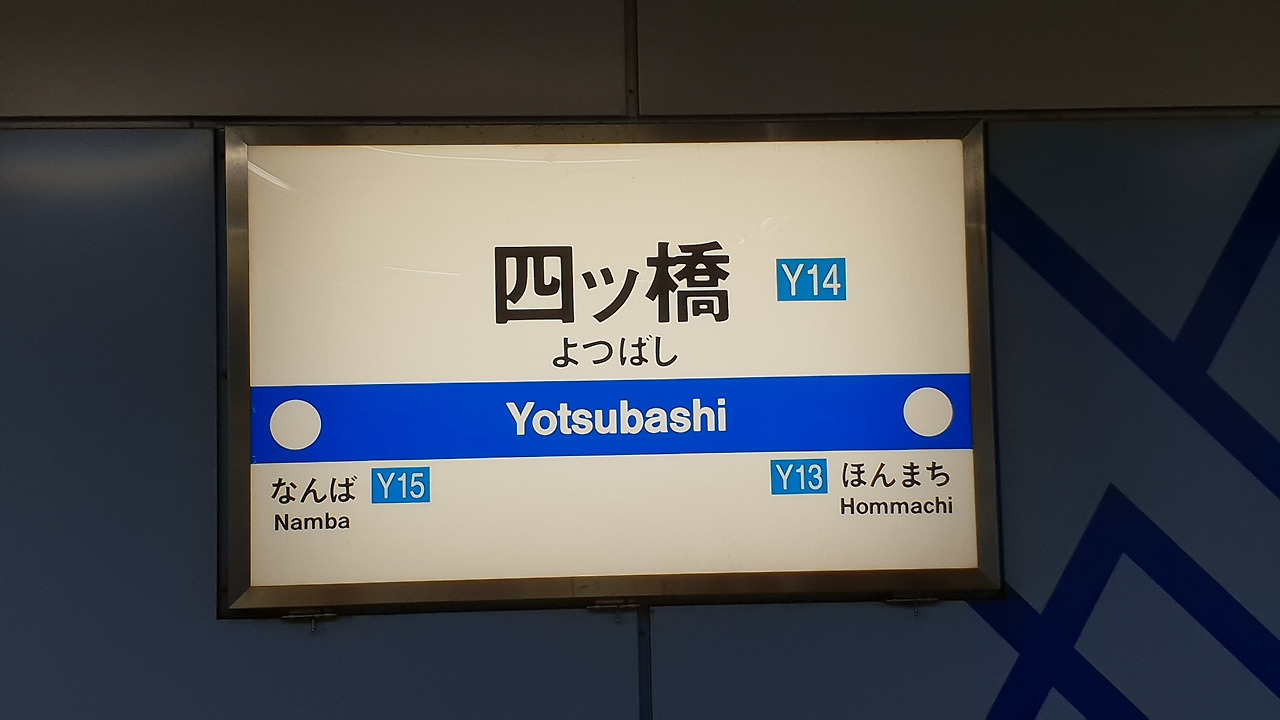 四ッ橋 Y14
よつばし
Yotsubashi
なんば Y15
Namba
Y13 ほんまち
Hommachi